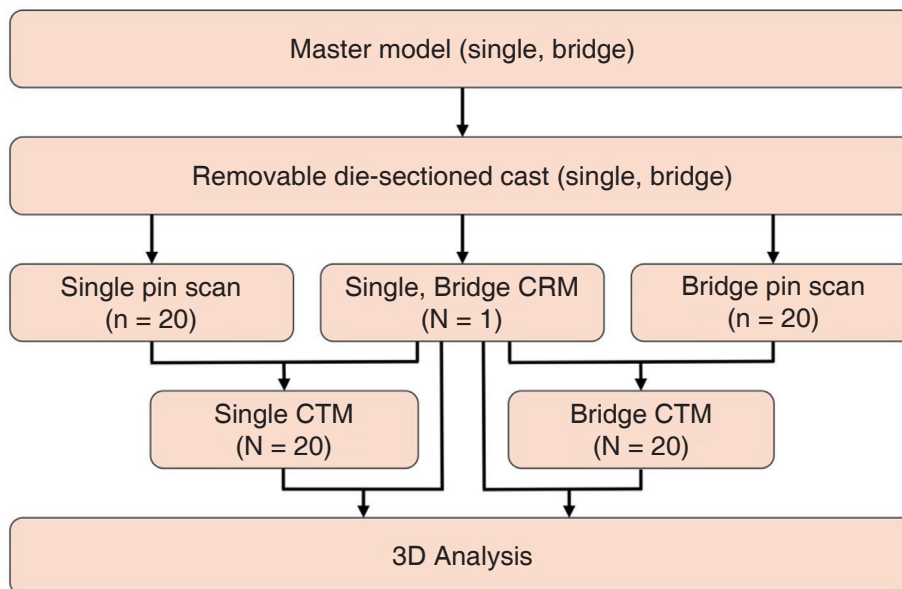 Master model (single, bridge)
Removable die-sectioned cast (single, bridge)
Single pin scan
(n = 20)
Single, Bridge CRM
(N = 1)
Bridge pin scan
(n = 20)
Single CTM
(N = 20)
Bridge CTM
(N = 20)
3D Analysis